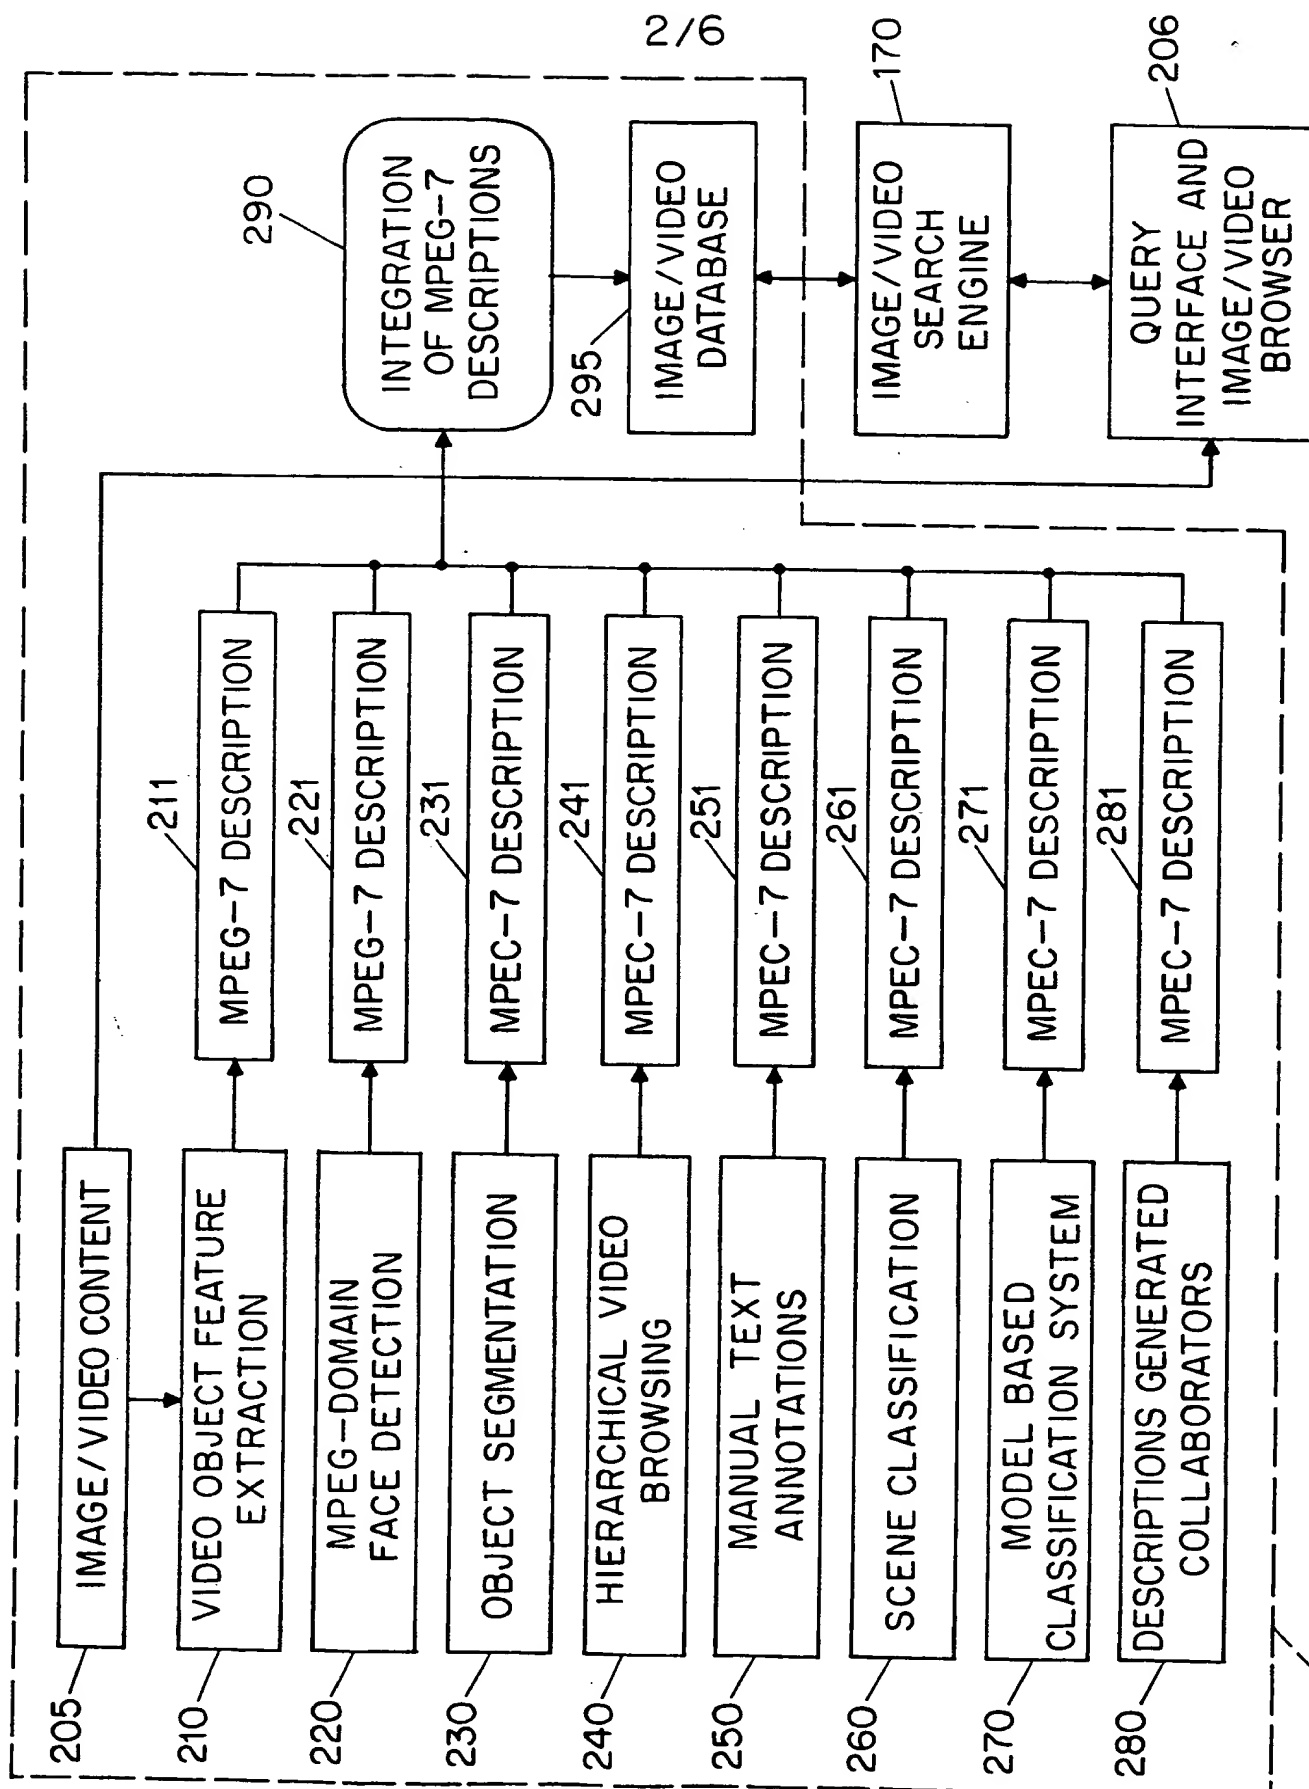 2/6
205
IMAGE/VIDEO CONTENT
210
VIDEO OBJECT FEATURE
EXTRACTION
211
MPEG-7 DESCRIPTION
220
MPEG-DOMAIN
FACE DETECTION
221
MPEG-7 DESCRIPTION
230
OBJECT SEGMENTATION
231
MPEC-7 DESCRIPTION
240
HIERARCHICAL VIDEO
BROWSING
241
MPEC-7 DESCRIPTION
250
MANUAL TEXT
ANNOTATIONS
251
MPEC-7 DESCRIPTION
260
SCENE CLASSIFICATION
261
MPEC-7 DESCRIPTION
270
MODEL BASED
CLASSIFICATION SYSTEM
271
MPEC-7 DESCRIPTION
280
DESCRIPTIONS GENERATED
COLLABORATORS
281
MPEC-7 DESCRIPTION
290
INTEGRATION
OF MPEG-7
DESCRIPTIONS
295
IMAGE/VIDEO
DATABASE
170
IMAGE/VIDEO
SEARCH
ENGINE
206
QUERY
INTERFACE AND
IMAGE/VIDEO
BROWSER